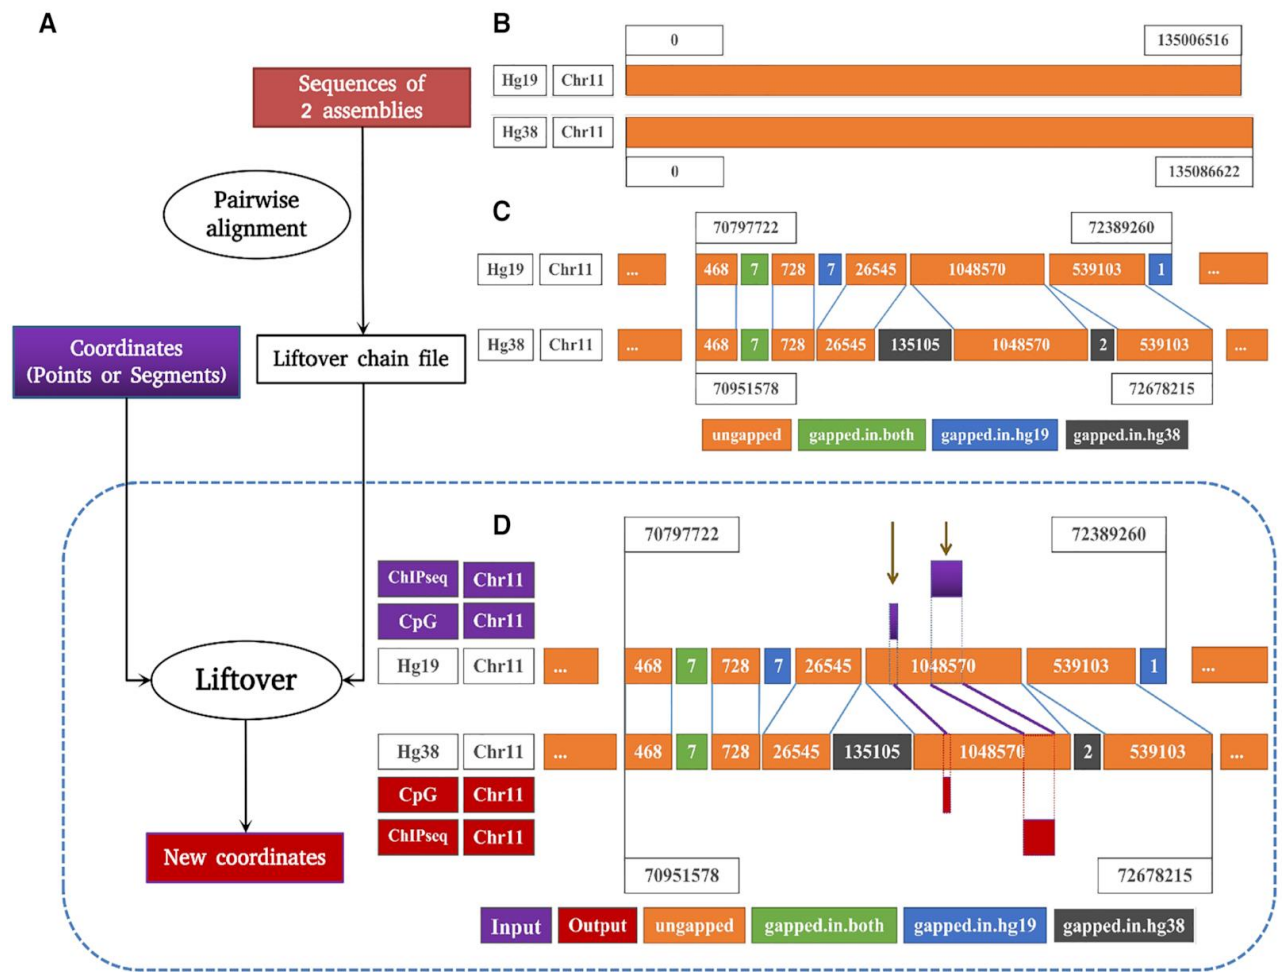 A
Sequences of
2 assemblies
Pairwise
alignment
Coordinates
(Points or Segments)
Liftover chain file
Liftover
New coordinates
B
0
135006516
Hg19 Chr11
Hg38 Chr11
0
135086622
C
70797722
72389260
Hg19 Chr11 ... 468 7 728 7 26545 1048570 539103 1 ...
Hg38 Chr11 ... 468 7 728 26545 135105 1048570 2 539103 ...
70951578
72678215
ungapped gapped.in.both gapped.in.hg19 gapped.in.hg38
D
70797722
72389260
ChIPseq Chr11
CpG Chr11
Hg19 Chr11 ... 468 7 728 7 26545 1048570 539103 1 ...
Hg38 Chr11 ... 468 7 728 26545 135105 1048570 2 539103 ...
CpG Chr11
ChIPseq Chr11
70951578
72678215
Input Output ungapped gapped.in.both gapped.in.hg19 gapped.in.hg38